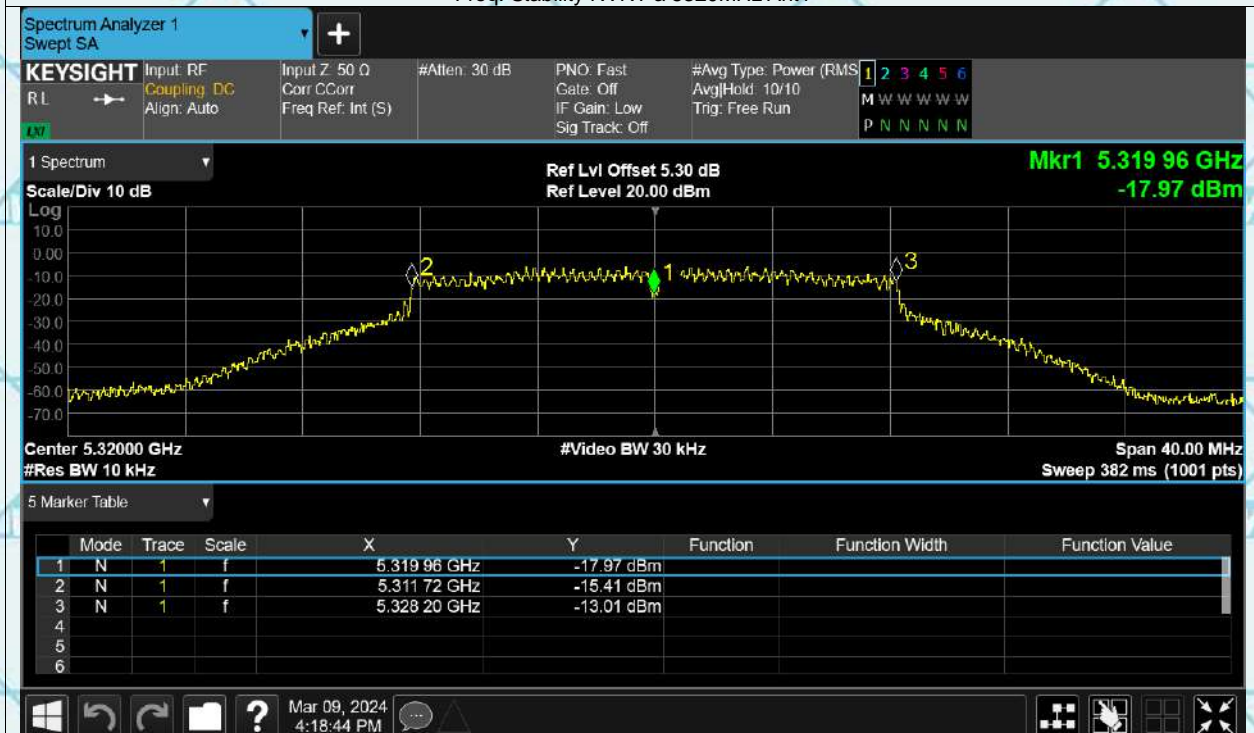 Spectrum Analyzer 1
Swept SA
+
KEYSIGHT Input: RF Input Z: 50 Ω #Atten: 30 dB PNO: Fast #Avg Type: Power (RMS 1 2 3 4 5 6
RL Coupling: DC Corr CCorr Gate: Off Avg|Hold: 10/10 M W W W W W
Align: Auto Freq Ref: Int (S) IF Gain: Low Trig: Free Run
LXI Sig Track: Off P N N N N N
1 Spectrum Ref Lvl Offset 5.30 dB Mkr1 5.319 96 GHz
Scale/Div 10 dB Ref Level 20.00 dBm -17.97 dBm
Log
10.0
0.00
-10.0
-20.0
-30.0
-40.0
-50.0
-60.0
-70.0
2 1 3
Center 5.32000 GHz #Video BW 30 kHz Span 40.00 MHz
#Res BW 10 kHz Sweep 382 ms (1001 pts)
5 Marker Table
Mode Trace Scale X Y Function Function Width Function Value
1 N 1 f 5.319 96 GHz -17.97 dBm
2 N 1 f 5.311 72 GHz -15.41 dBm
3 N 1 f 5.328 20 GHz -13.01 dBm
4
5
6
? Mar 09, 2024
4:18:44 PM